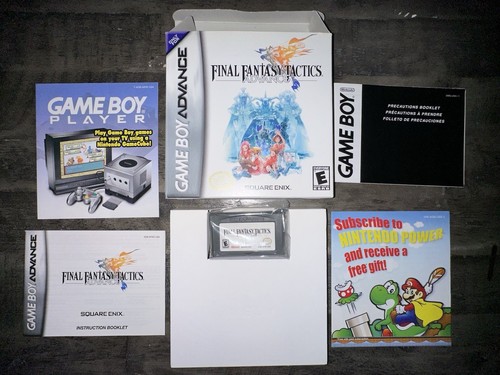 GAME BOY ADVANCE
FINAL FANTASY TACTICS
ADVANCE
SQUARE ENIX
E
GAME BOY
PLAYER
Play Game Boy games
on your TV using a
Nintendo GameCube!
GAME BOY
PRECAUTIONS BOOKLET
PRÉCAUTIONS À PRENDRE
FOLLETO DE PRECAUCIONES
GAME BOY ADVANCE
FINAL FANTASY TACTICS
ADVANCE
SQUARE ENIX
INSTRUCTION BOOKLET
FINAL FANTASY TACTICS
Subscribe to
NINTENDO POWER
and receive a
free gift!